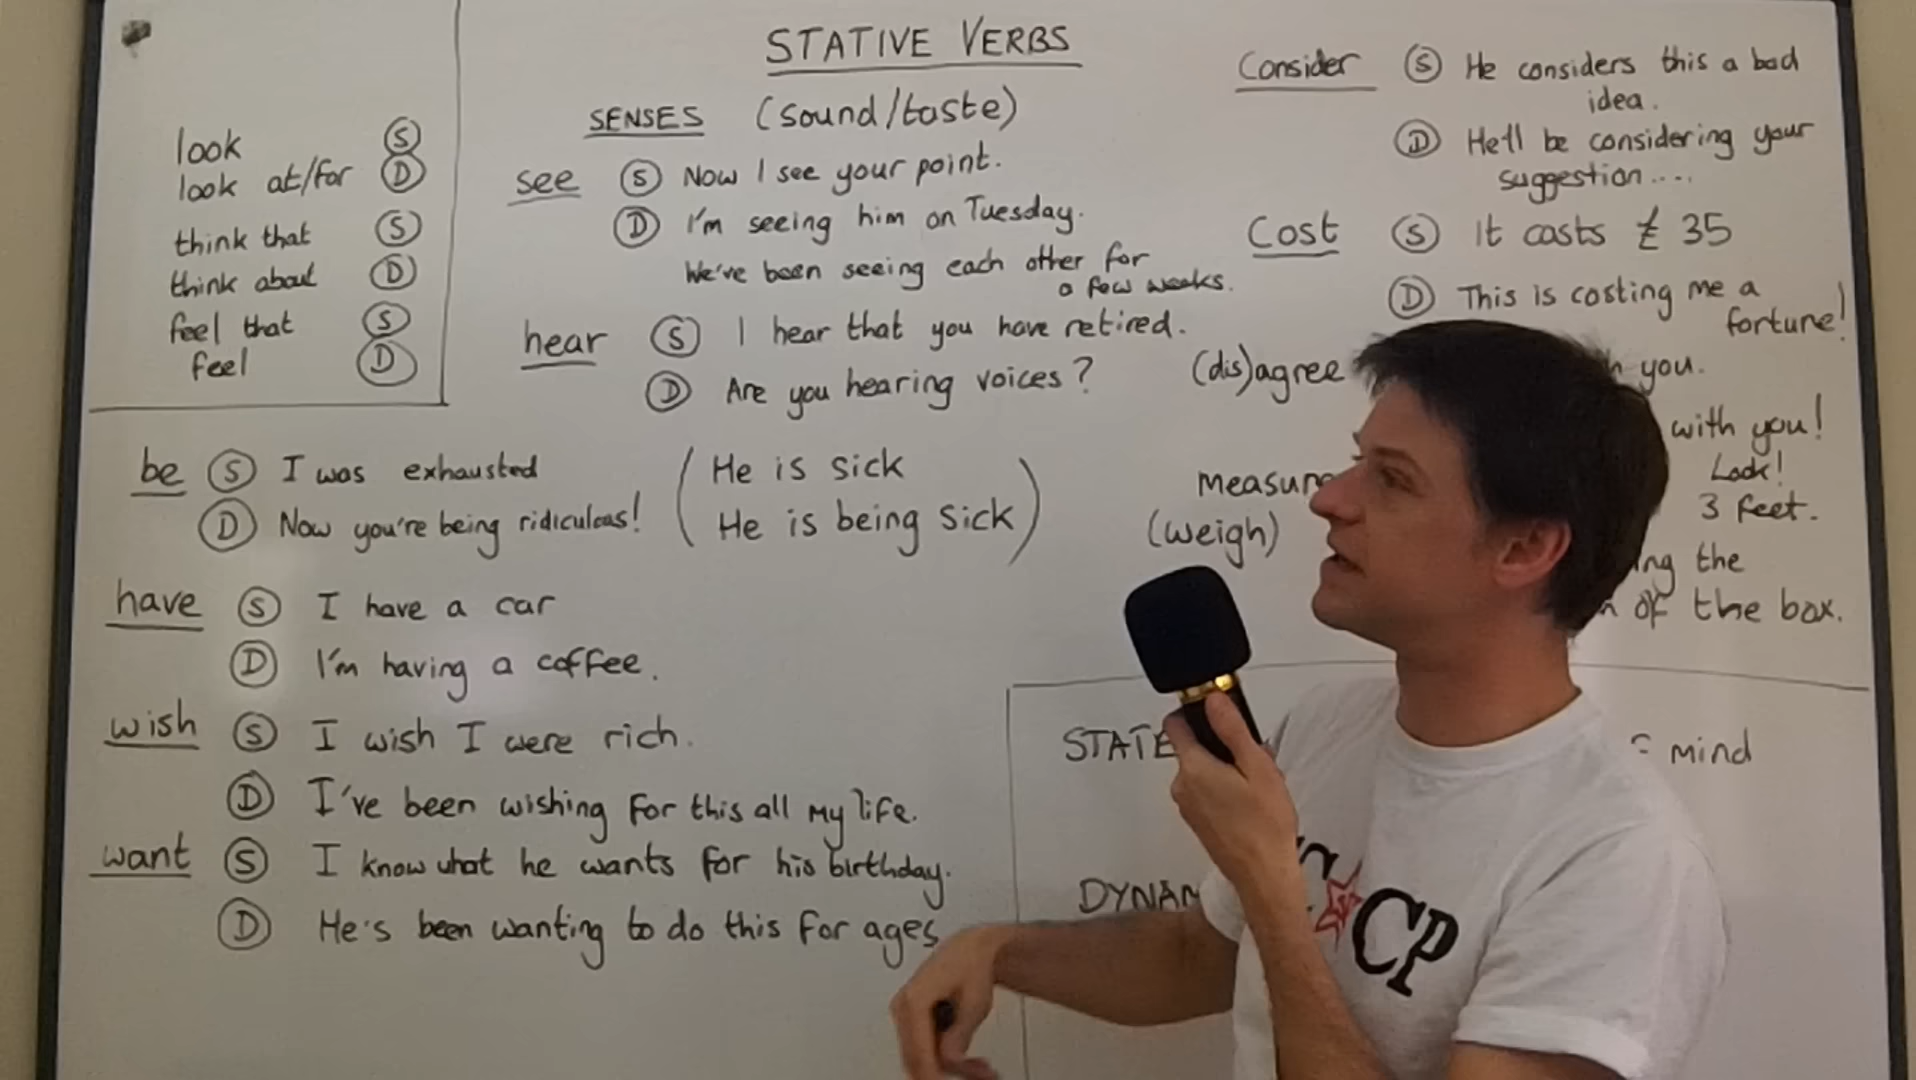 STATIVE VERBS
look (S)
look at/for (D)
think that (S)
think about (D)
feel that (S)
feel (D)
SENSES (sound/taste)
see (S) Now I see your point.
(D) I'm seeing him on Tuesday.
We've been seeing each other for
a few weeks.
hear (S) I hear that you have retired.
(D) Are you hearing voices?
be (S) I was exhausted
(D) Now you're being ridiculous!
(He is sick
He is being sick)
have (S) I have a car
(D) I'm having a coffee.
wish (S) I wish I were rich.
(D) I've been wishing for this all my life.
want (S) I know what he wants for his birthday.
(D) He's been wanting to do this for ages
Consider (S) He considers this a bad
idea.
(D) He'll be considering your
suggestion....
Cost (S) It costs £ 35
(D) This is costing me a
fortune!
(dis)agree you.
with you!
Look!
measur
3 feet.
(weigh)
the
of the box.
STATE = mind
DYNAM
CP